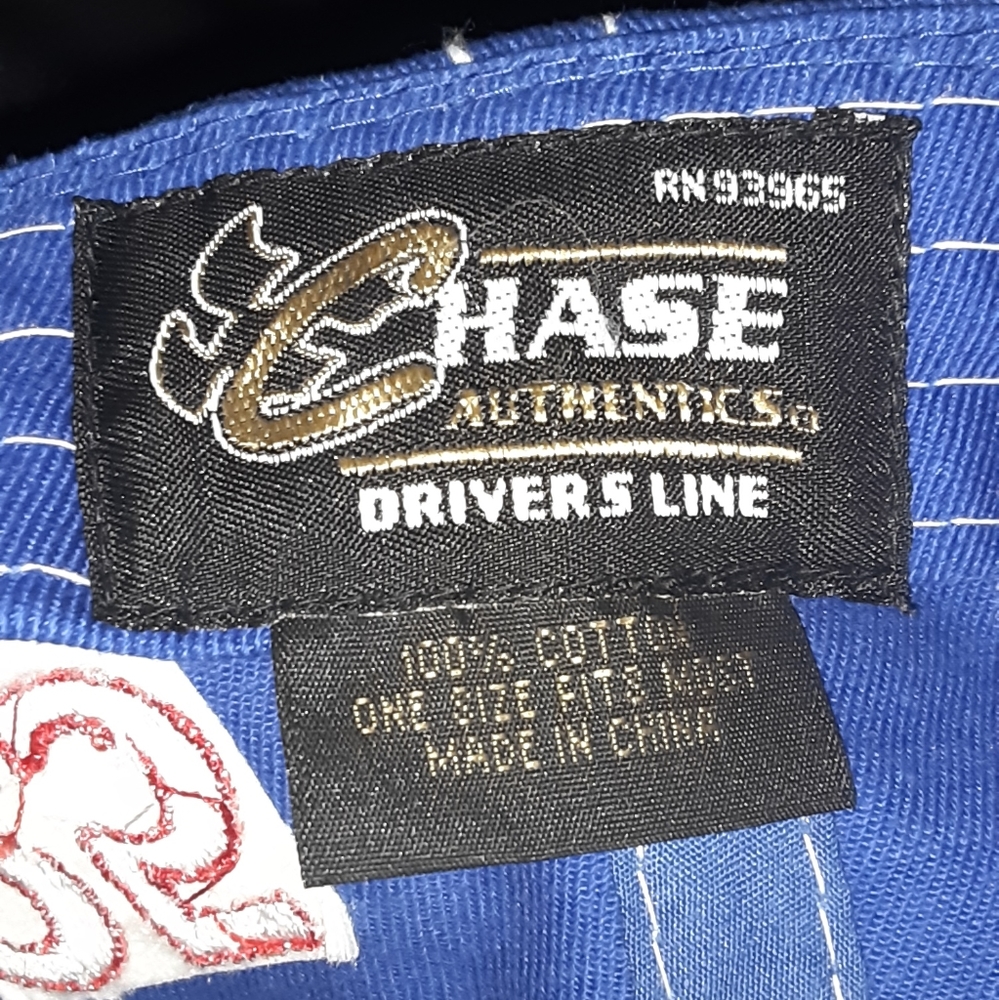 RN 93965
CHASE
AUTHENTICS®
DRIVERS LINE
100% COTTON
ONE SIZE FITS MOST
MADE IN CHINA